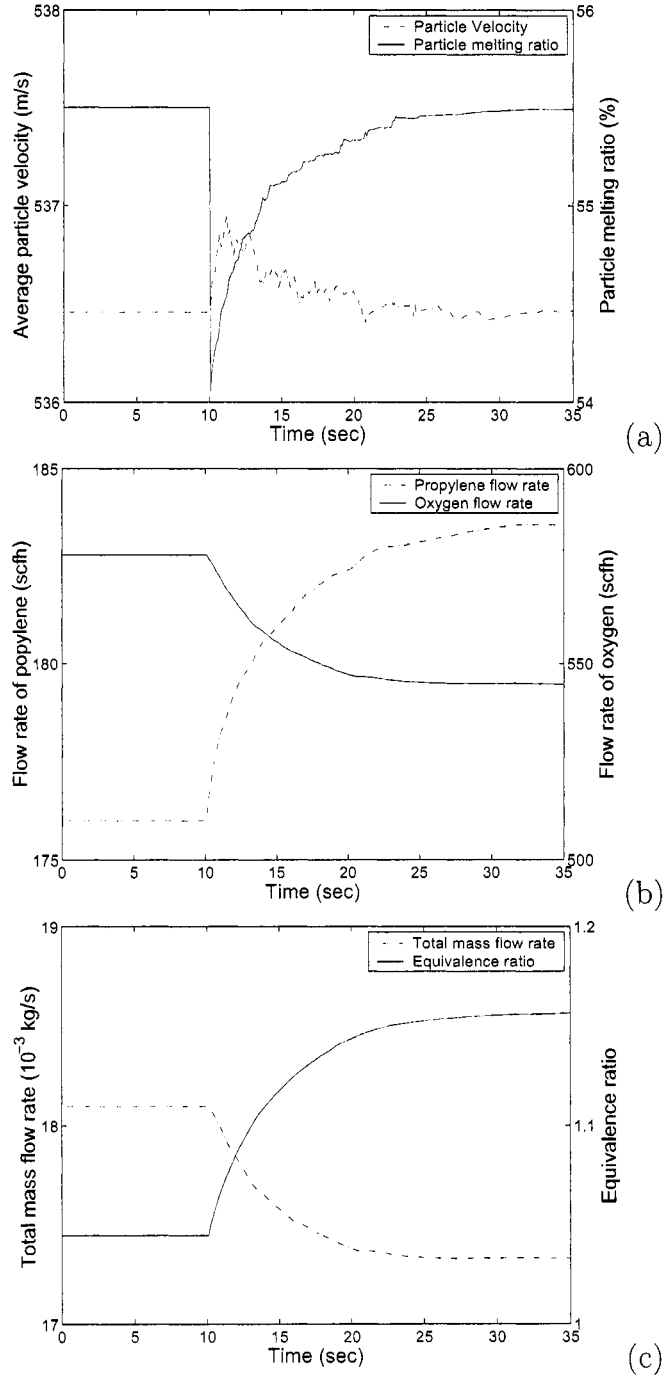 538
56
Particle Velocity
Particle melting ratio
Average particle velocity (m/s)
537
55
Particle melting ratio (%)
536
54
0 5 10 15 20 25 30 35
Time (sec)
(a)
185
600
Propylene flow rate
Oxygen flow rate
Flow rate of propylene (scfh)
180
550
Flow rate of oxygen (scfh)
175
500
0 5 10 15 20 25 30 35
Time (sec)
(b)
19
1.2
Total mass flow rate
Equivalence ratio
Total mass flow rate (10⁻³ kg/s)
18
1.1
Equivalence ratio
17
1
0 5 10 15 20 25 30 35
Time (sec)
(c)